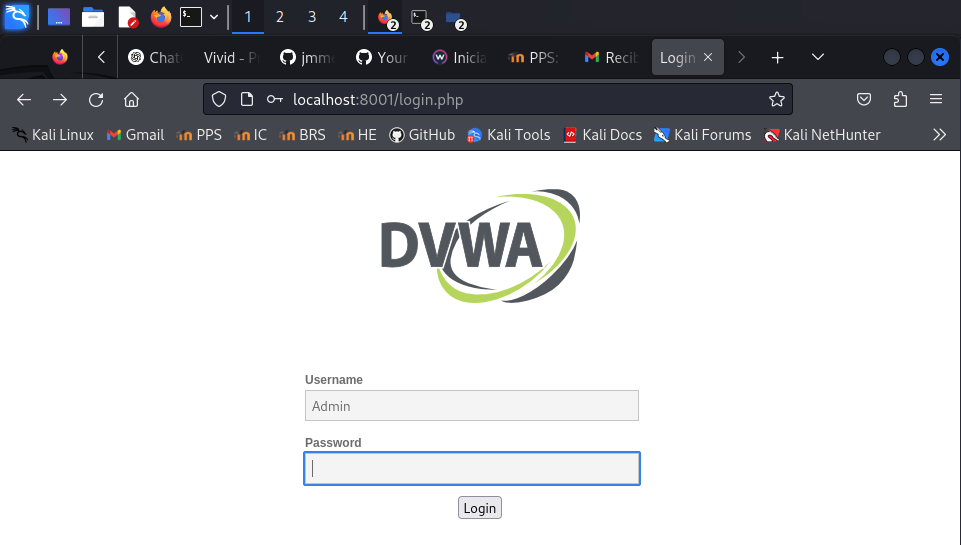 1 2 3 4 2 2 2
Chat Vivid - P jmm Your Inicia PPS: Recib Login
localhost:8001/login.php
Kali Linux Gmail PPS IC BRS HE GitHub Kali Tools Kali Docs Kali Forums Kali NetHunter
DVWA
Username
Admin
Password
Login